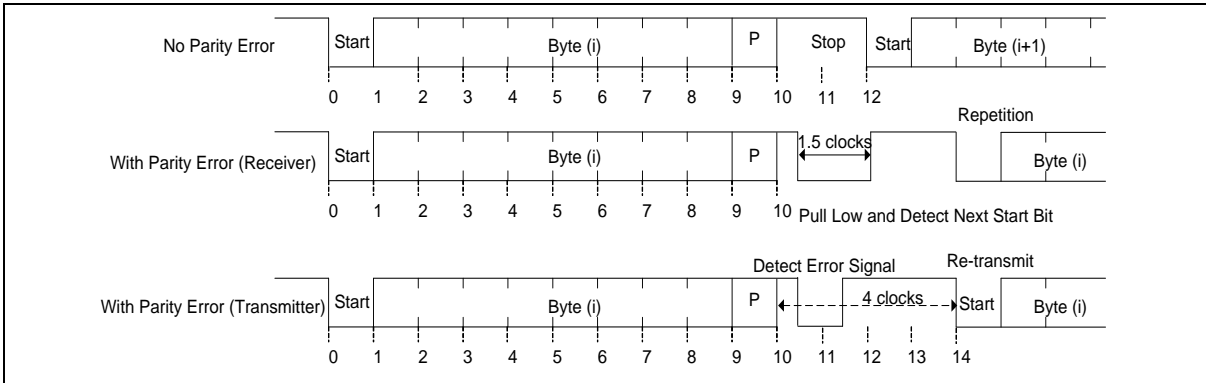 No Parity Error
Start
Byte (i)
P
Stop
Start
Byte (i+1)
0 1 2 3 4 5 6 7 8 9 10 11 12
Repetition
With Parity Error (Receiver)
Start
Byte (i)
P
1.5 clocks
Byte (i)
0 1 2 3 4 5 6 7 8 9 10
Pull Low and Detect Next Start Bit
Detect Error Signal
Re-transmit
With Parity Error (Transmitter)
Start
Byte (i)
P
4 clocks
Start
Byte (i)
0 1 2 3 4 5 6 7 8 9 10 11 12 13 14